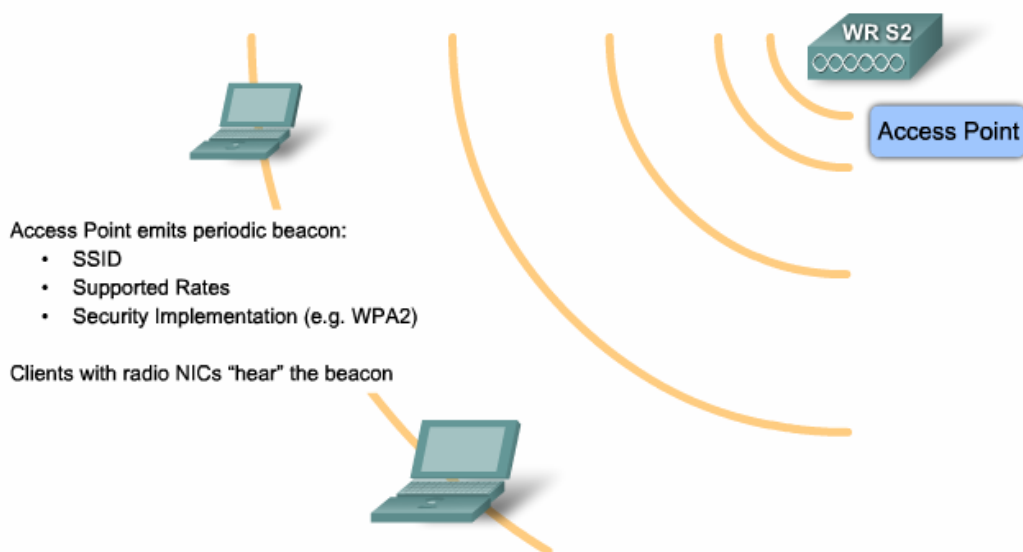 WR S2
Access Point
Access Point emits periodic beacon:
• SSID
• Supported Rates
• Security Implementation (e.g. WPA2)
Clients with radio NICs “hear” the beacon